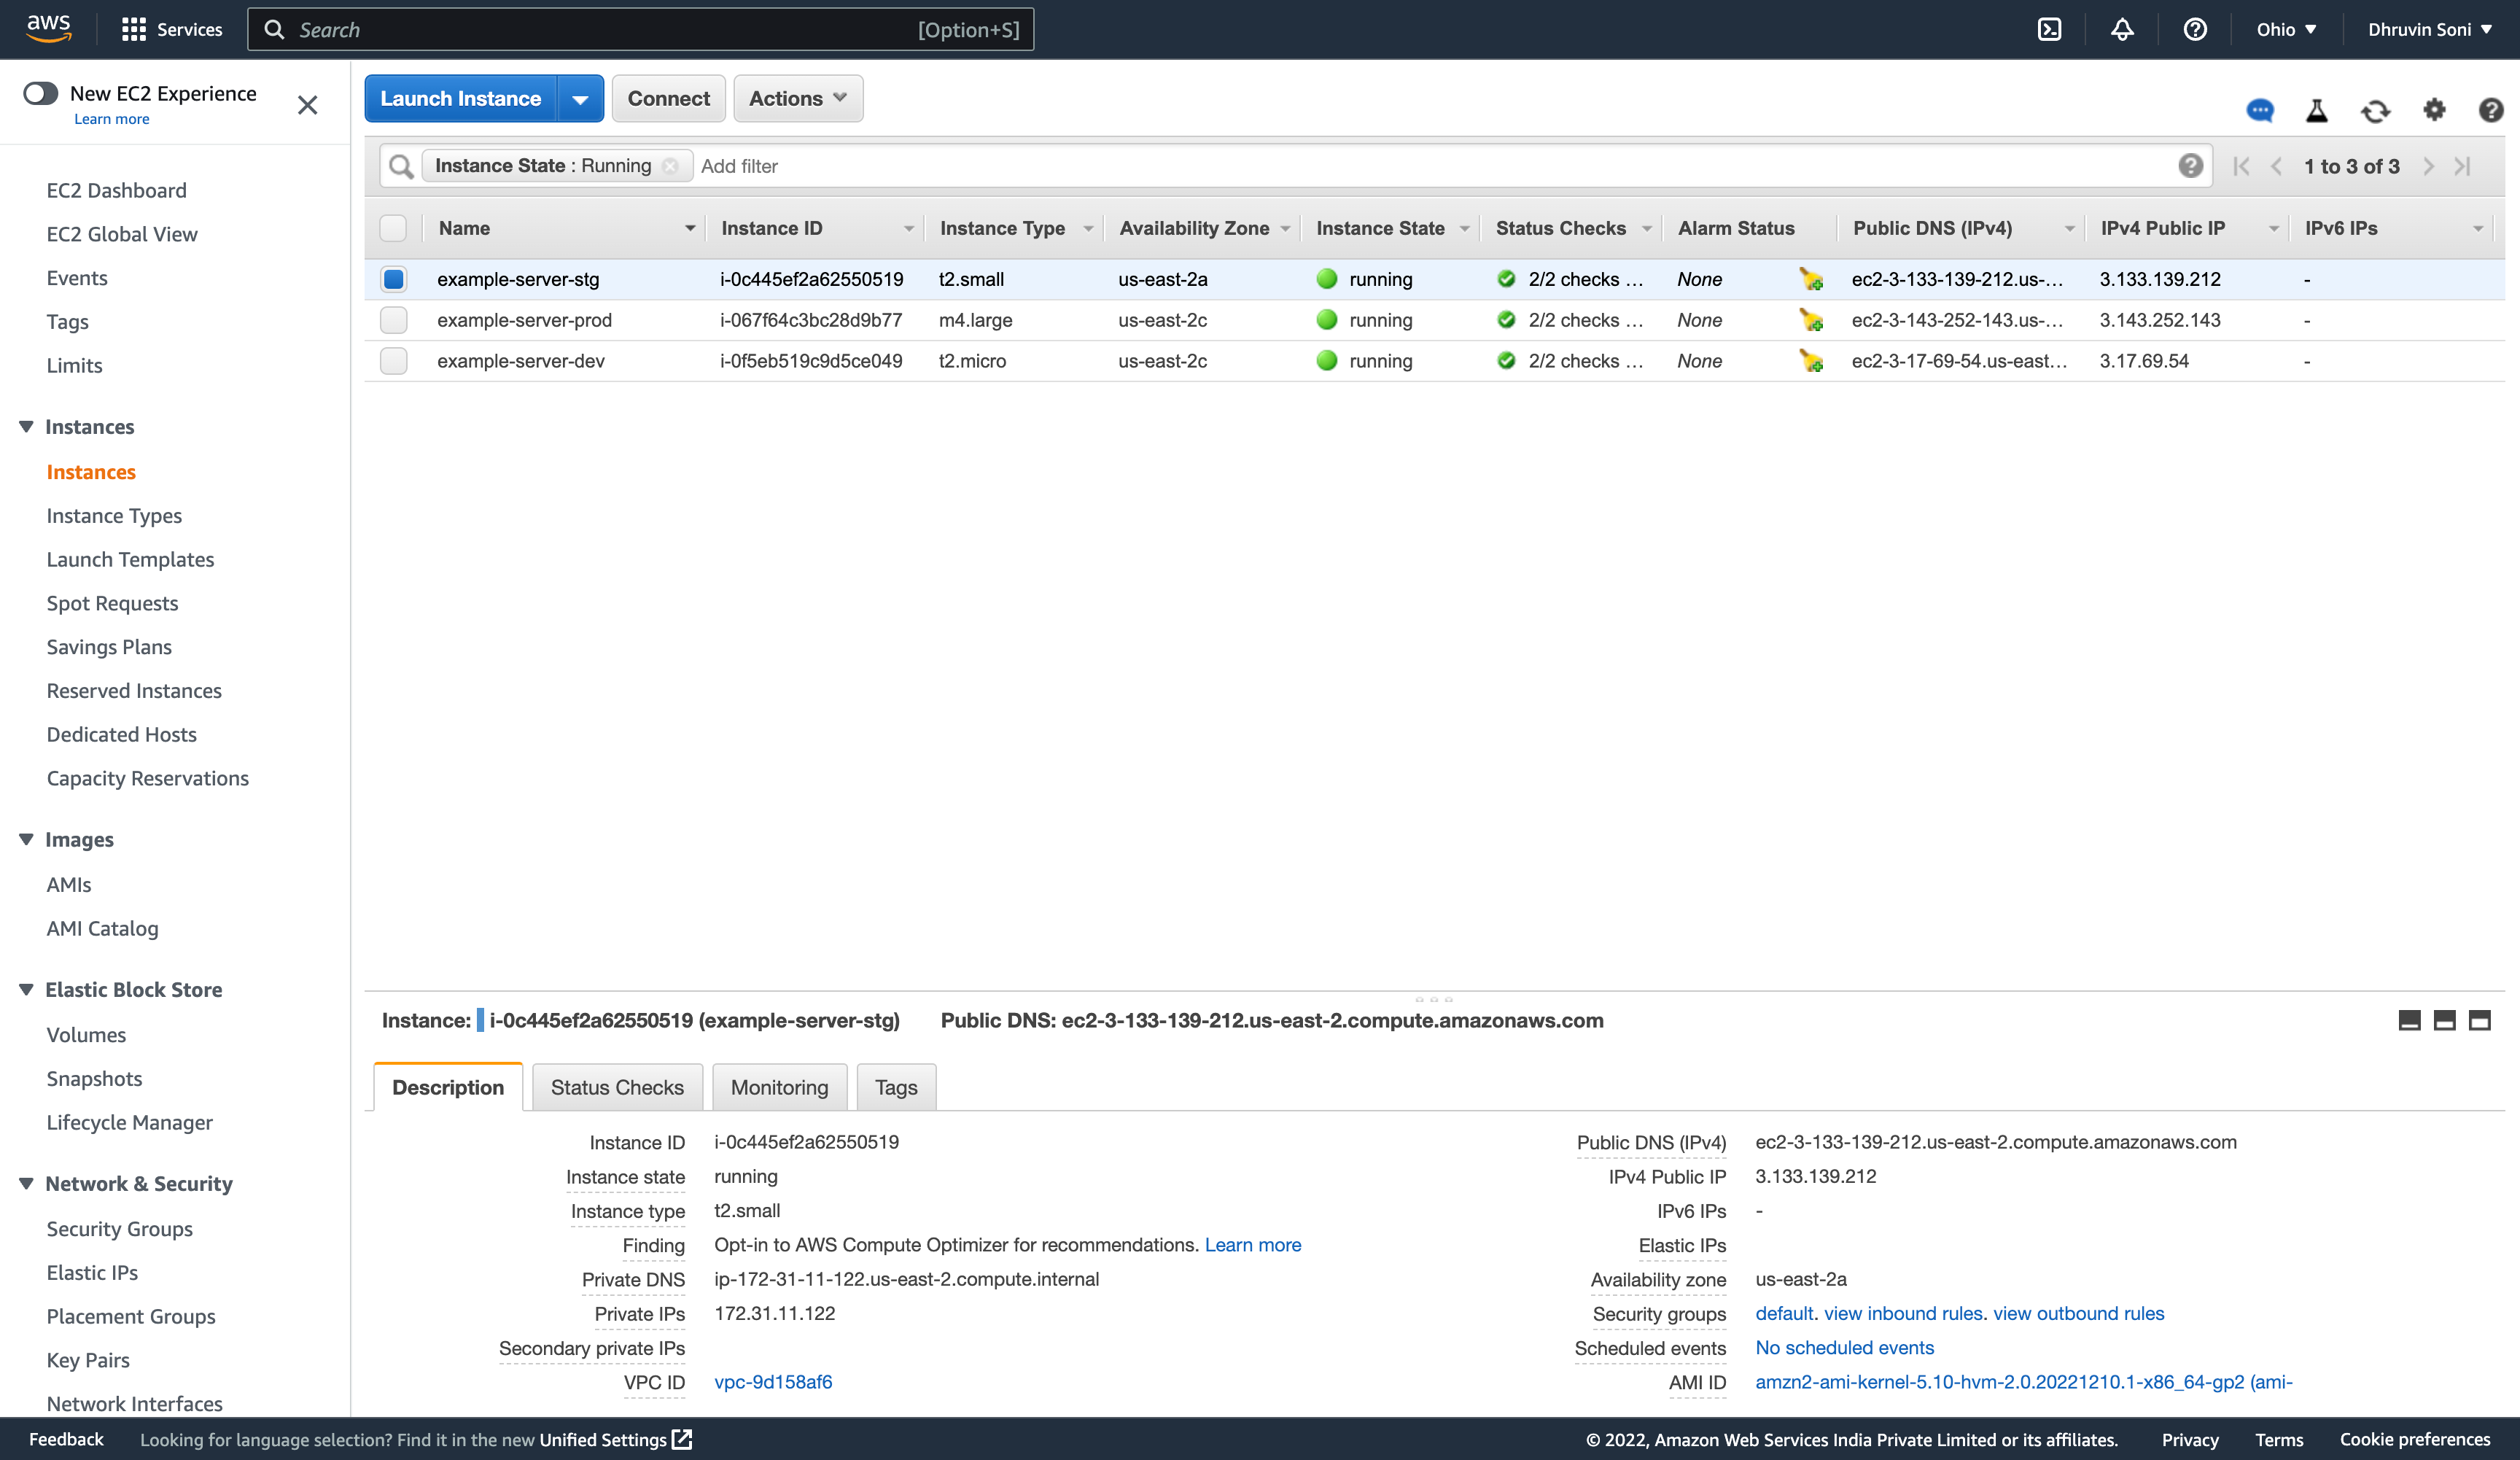 aws Services Search [Option+S] Ohio Dhruvin Soni
New EC2 Experience
Learn more
EC2 Dashboard
EC2 Global View
Events
Tags
Limits
Instances
Instances
Instance Types
Launch Templates
Spot Requests
Savings Plans
Reserved Instances
Dedicated Hosts
Capacity Reservations
Images
AMIs
AMI Catalog
Elastic Block Store
Volumes
Snapshots
Lifecycle Manager
Network & Security
Security Groups
Elastic IPs
Placement Groups
Key Pairs
Network Interfaces
Launch Instance Connect Actions
Instance State : Running Add filter 1 to 3 of 3
Name Instance ID Instance Type Availability Zone Instance State Status Checks Alarm Status Public DNS (IPv4) IPv4 Public IP IPv6 IPs
example-server-stg i-0c445ef2a62550519 t2.small us-east-2a running 2/2 checks ... None ec2-3-133-139-212.us-... 3.133.139.212 -
example-server-prod i-067f64c3bc28d9b77 m4.large us-east-2c running 2/2 checks ... None ec2-3-143-252-143.us-... 3.143.252.143 -
example-server-dev i-0f5eb519c9d5ce049 t2.micro us-east-2c running 2/2 checks ... None ec2-3-17-69-54.us-east... 3.17.69.54 -
Instance: i-0c445ef2a62550519 (example-server-stg) Public DNS: ec2-3-133-139-212.us-east-2.compute.amazonaws.com
Description Status Checks Monitoring Tags
Instance ID i-0c445ef2a62550519 Public DNS (IPv4) ec2-3-133-139-212.us-east-2.compute.amazonaws.com
Instance state running IPv4 Public IP 3.133.139.212
Instance type t2.small IPv6 IPs -
Finding Opt-in to AWS Compute Optimizer for recommendations. Learn more Elastic IPs
Private DNS ip-172-31-11-122.us-east-2.compute.internal Availability zone us-east-2a
Private IPs 172.31.11.122 Security groups default. view inbound rules. view outbound rules
Secondary private IPs Scheduled events No scheduled events
VPC ID vpc-9d158af6 AMI ID amzn2-ami-kernel-5.10-hvm-2.0.20221210.1-x86_64-gp2 (ami-
Feedback Looking for language selection? Find it in the new Unified Settings © 2022, Amazon Web Services India Private Limited or its affiliates. Privacy Terms Cookie preferences